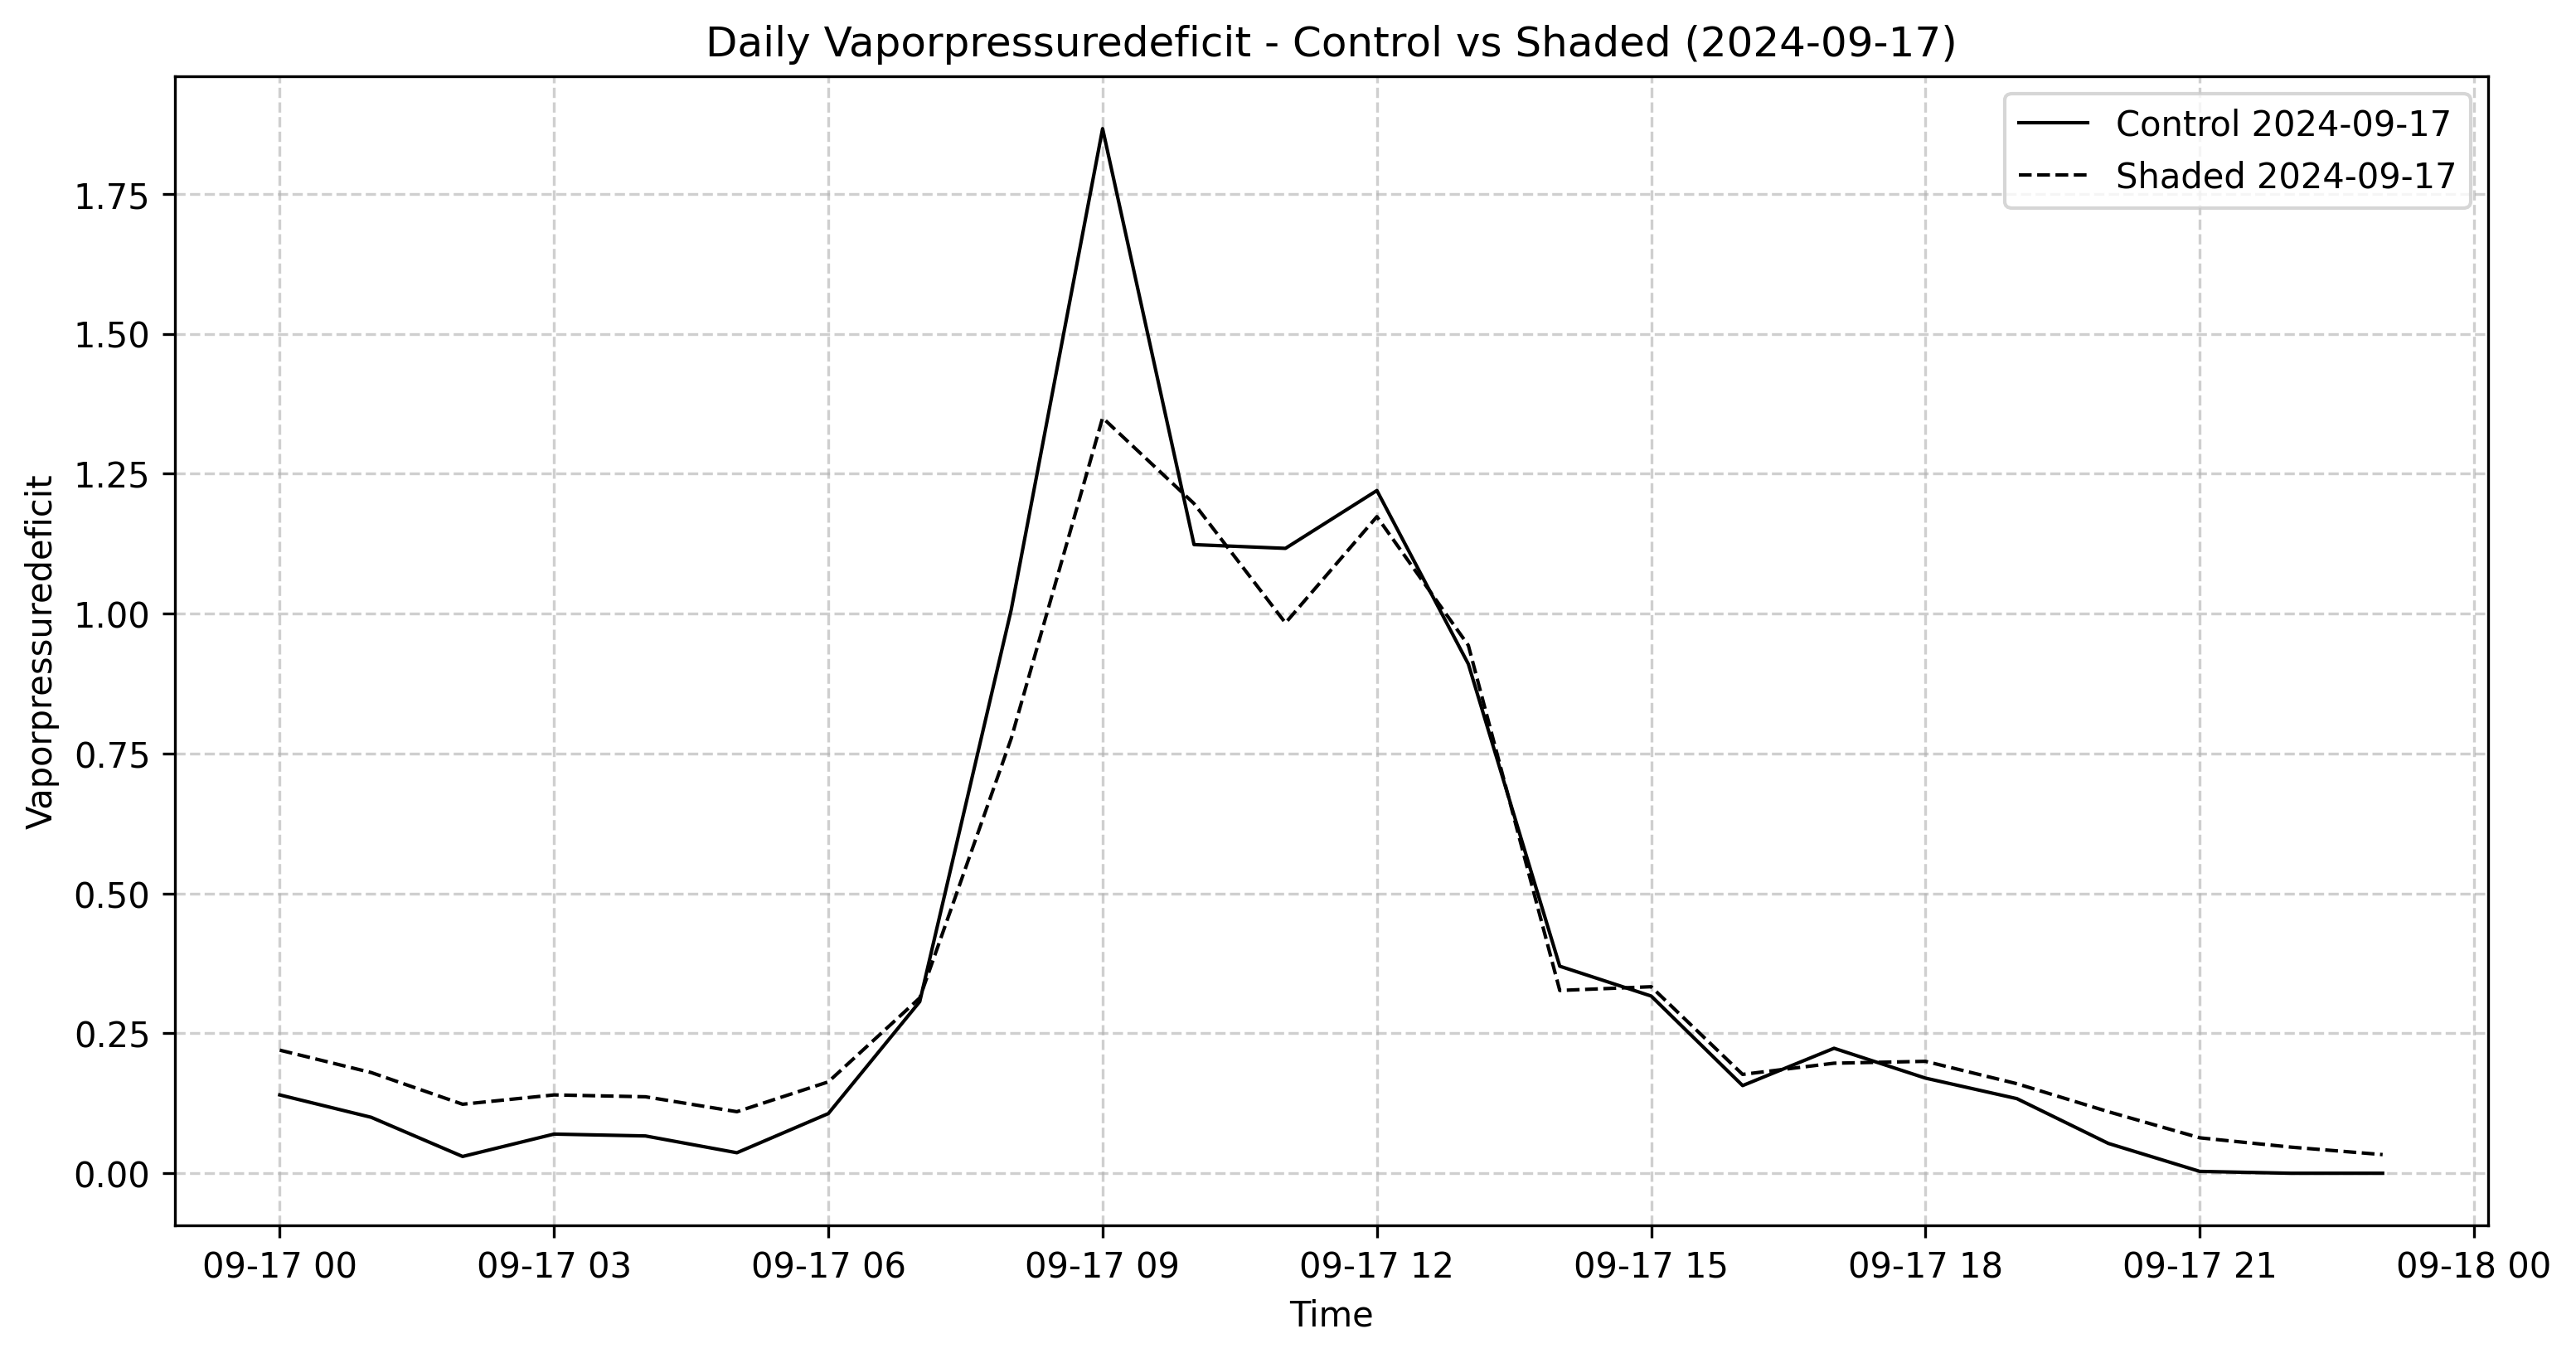 Daily Vaporpressuredeficit - Control vs Shaded (2024-09-17)
Control 2024-09-17
Shaded 2024-09-17
Vaporpressuredeficit
1.75
1.50
1.25
1.00
0.75
0.50
0.25
0.00
09-17 00 09-17 03 09-17 06 09-17 09 09-17 12 09-17 15 09-17 18 09-17 21 09-18 00
Time